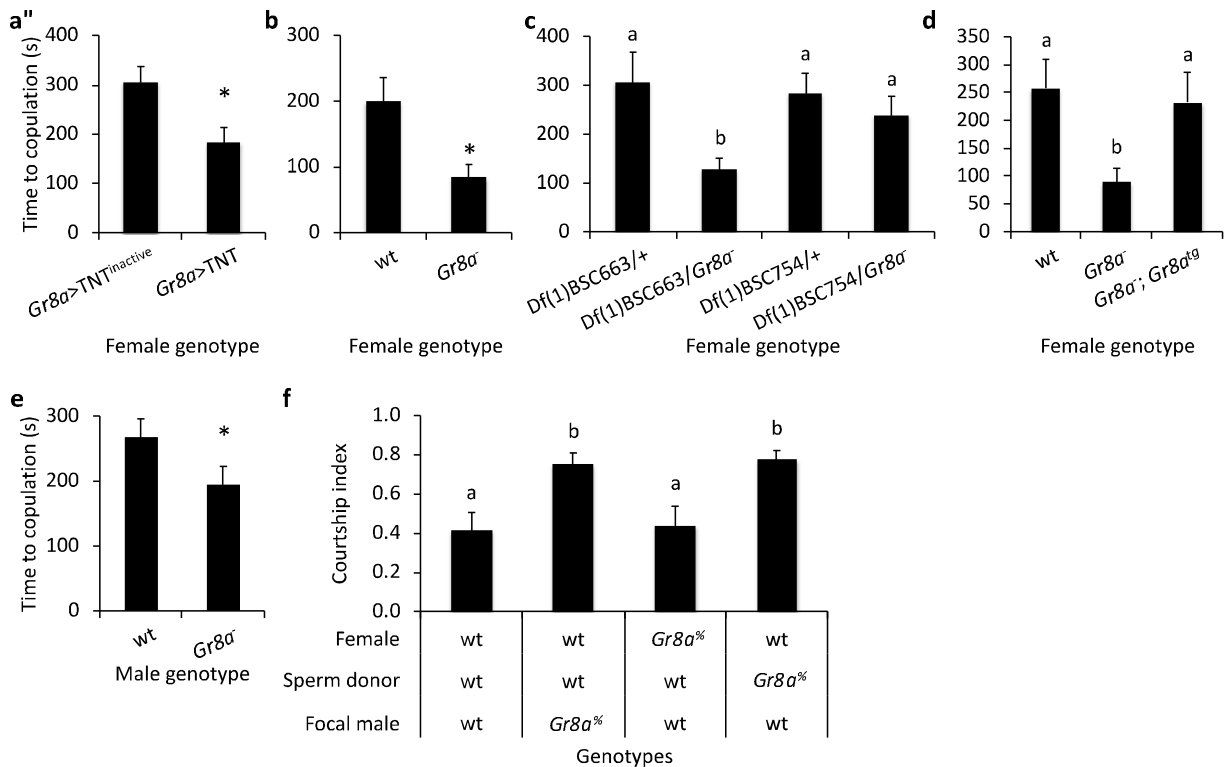 a"
Time to copulation (s)
400
300
200
100
0
*
Gr8a>TNTinactive
Gr8a>TNT
Female genotype
b
300
200
100
0
*
wt
Gr8a-
Female genotype
c
400
300
200
100
0
a
b
a
a
Df(1)BSC663/+
Df(1)BSC663/Gr8a-
Df(1)BSC754/+
Df(1)BSC754/Gr8a-
Female genotype
d
350
300
250
200
150
100
50
0
a
b
a
wt
Gr8a-
Gr8a-; Gr8atg
Female genotype
e
Time to copulation (s)
300
200
100
0
*
wt
Gr8a-
Male genotype
f
Courtship index
1.0
0.8
0.6
0.4
0.2
0.0
a
b
a
b
Female wt wt Gr8a% wt
Sperm donor wt wt wt Gr8a%
Focal male wt Gr8a% wt wt
Genotypes